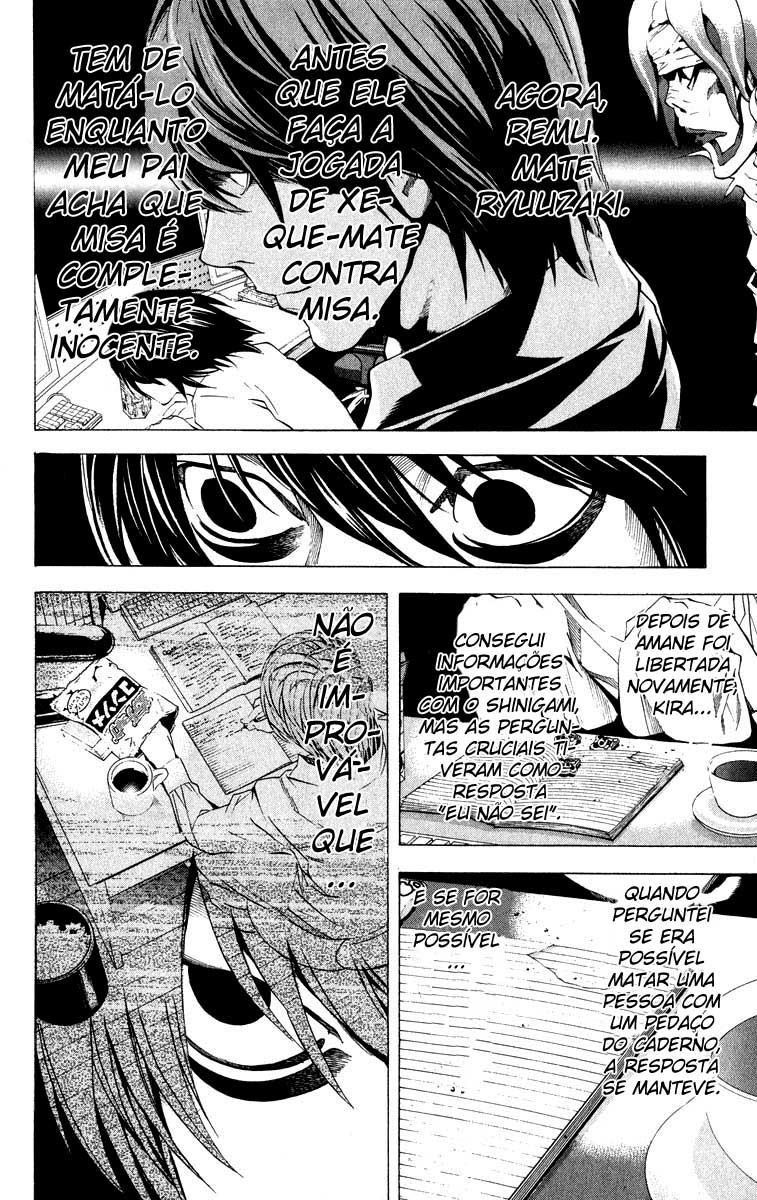 AGORA,
REMU.
MATE
RYUUZAKI.
ANTES
QUE ELE
FAÇA A
JOGADA
DE XE-
QUE-MATE
CONTRA
MISA.
TEM DE
MATÁ-LO
ENQUANTO
MEU PAI
ACHA QUE
MISA É
COMPLE-
TAMENTE
INOCENTE.
DEPOIS DE
AMANE FOI
LIBERTADA
NOVAMENTE,
KIRA...
CONSEGUI
INFORMAÇÕES
IMPORTANTES
COM O SHINIGAMI,
MAS AS PERGUN-
TAS CRUCIAIS TI-
VERAM COMO
RESPOSTA
"EU NÃO SEI".
QUANDO
PERGUNTEI
SE ERA
POSSÍVEL
MATAR UMA
PESSOA COM
UM PEDAÇO
DO CADERNO,
A RESPOSTA
SE MANTEVE.
E SE FOR
MESMO
POSSÍVEL
...
NÃO
É
IM-
PRO-
VÁ-
VEL
QUE
...
コンソメ